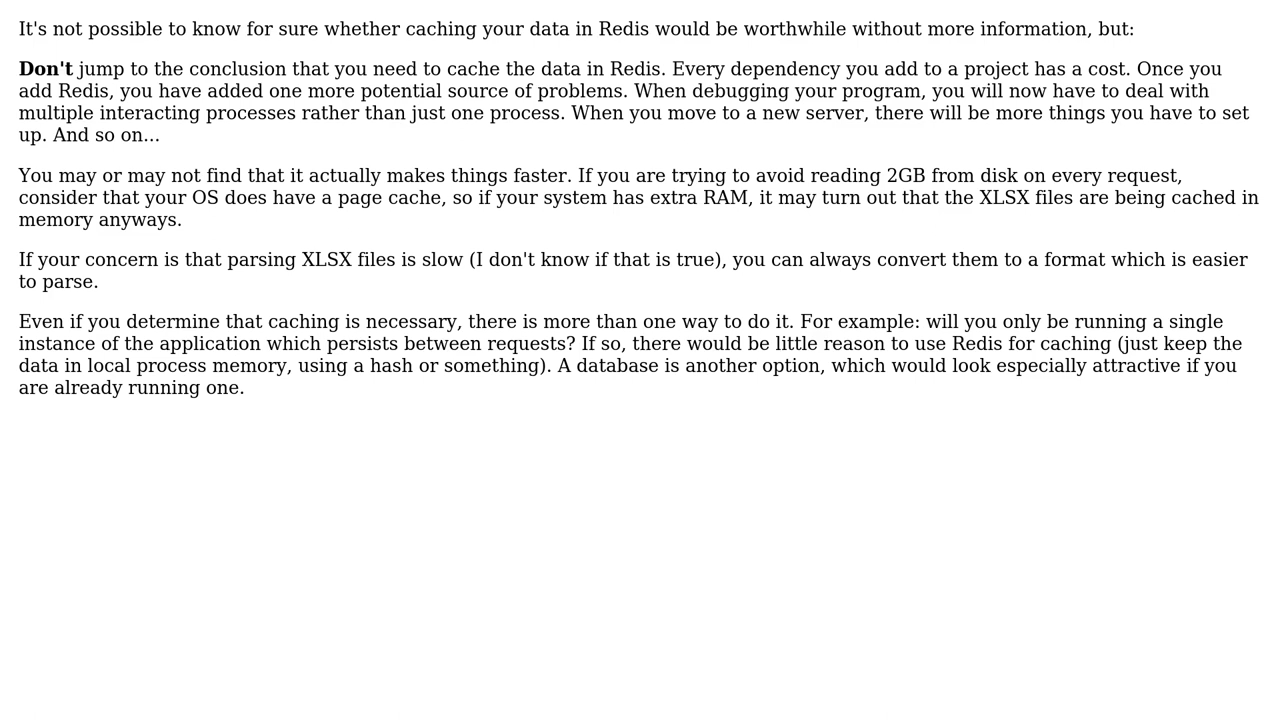 It's not possible to know for sure whether caching your data in Redis would be worthwhile without more information, but:
Don't jump to the conclusion that you need to cache the data in Redis. Every dependency you add to a project has a cost. Once you
add Redis, you have added one more potential source of problems. When debugging your program, you will now have to deal with
multiple interacting processes rather than just one process. When you move to a new server, there will be more things you have to set
up. And so on...
You may or may not find that it actually makes things faster. If you are trying to avoid reading 2GB from disk on every request,
consider that your OS does have a page cache, so if your system has extra RAM, it may turn out that the XLSX files are being cached in
memory anyways.
If your concern is that parsing XLSX files is slow (I don't know if that is true), you can always convert them to a format which is easier
to parse.
Even if you determine that caching is necessary, there is more than one way to do it. For example: will you only be running a single
instance of the application which persists between requests? If so, there would be little reason to use Redis for caching (just keep the
data in local process memory, using a hash or something). A database is another option, which would look especially attractive if you
are already running one.